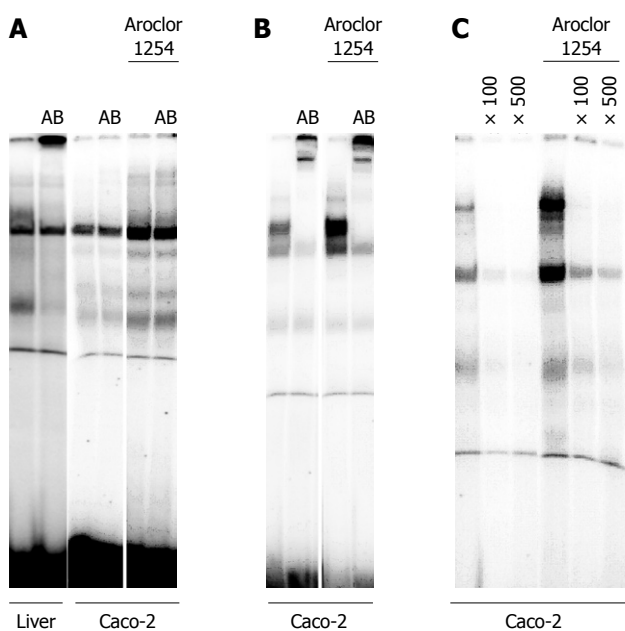 A
Aroclor
1254
AB AB AB
Liver Caco-2
B
Aroclor
1254
AB AB
Caco-2
C
Aroclor
1254
× 100 × 500 × 100 × 500
Caco-2